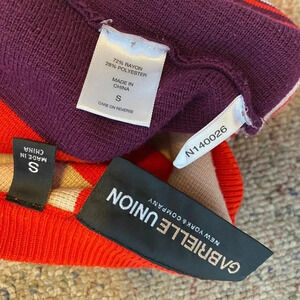 72% RAYON
28% POLYESTER
MADE IN
CHINA
S
CARE ON REVERSE
N140026
S
MADE IN
CHINA
GABRIELLE UNION
NEW YORK & COMPANY